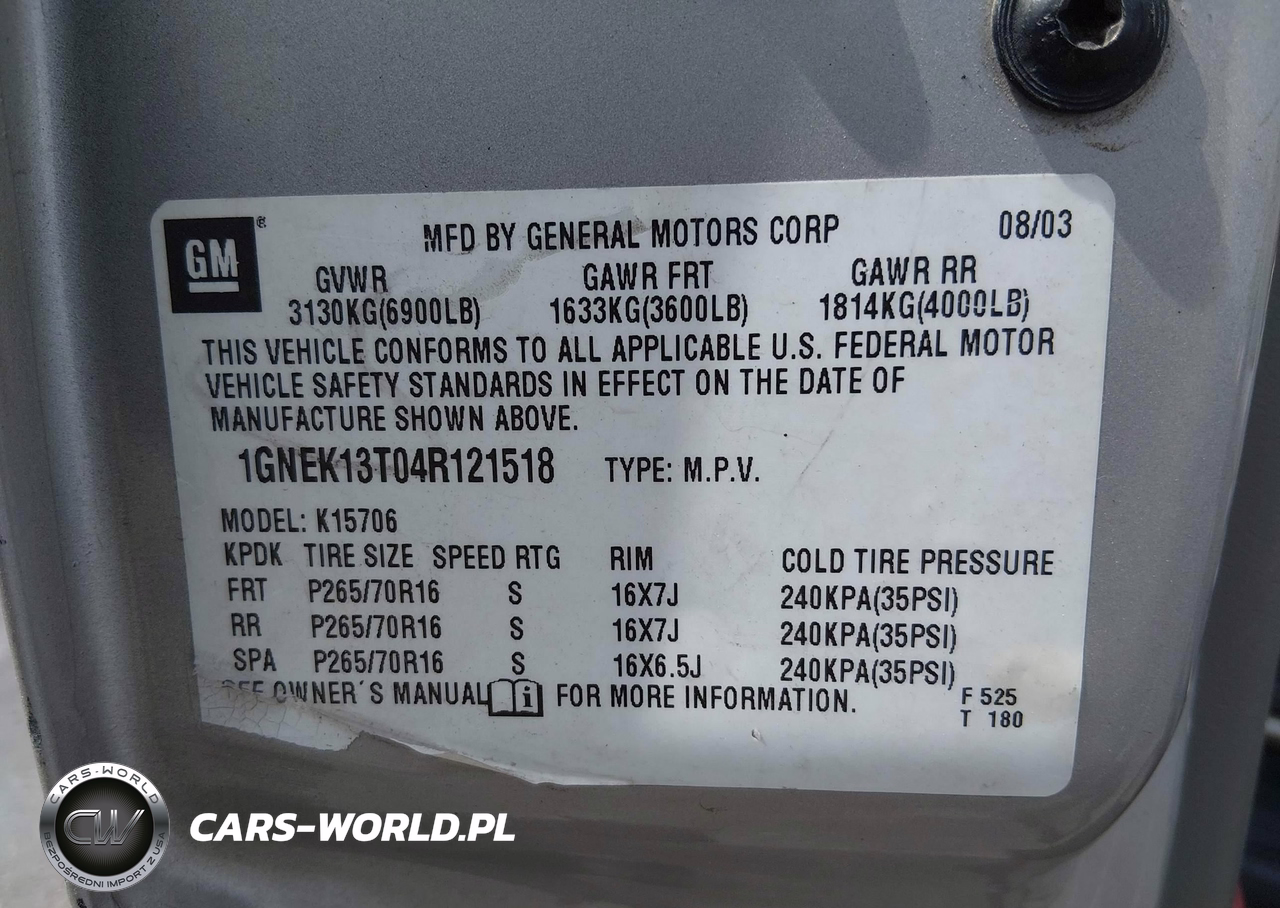 GM ®
MFD BY GENERAL MOTORS CORP 08/03
GVWR GAWR FRT GAWR RR
3130KG(6900LB) 1633KG(3600LB) 1814KG(4000LB)
THIS VEHICLE CONFORMS TO ALL APPLICABLE U.S. FEDERAL MOTOR
VEHICLE SAFETY STANDARDS IN EFFECT ON THE DATE OF
MANUFACTURE SHOWN ABOVE.
1GNEK13T04R121518 TYPE: M.P.V.
MODEL: K15706
KPDK TIRE SIZE SPEED RTG RIM COLD TIRE PRESSURE
FRT P265/70R16 S 16X7J 240KPA(35PSI)
RR P265/70R16 S 16X7J 240KPA(35PSI)
SPA P265/70R16 S 16X6.5J 240KPA(35PSI)
SEE OWNER'S MANUAL i FOR MORE INFORMATION.
F 525
T 180
CARS-WORLD
CW
BEZPOŚREDNI IMPORT Z USA
CARS-WORLD.PL